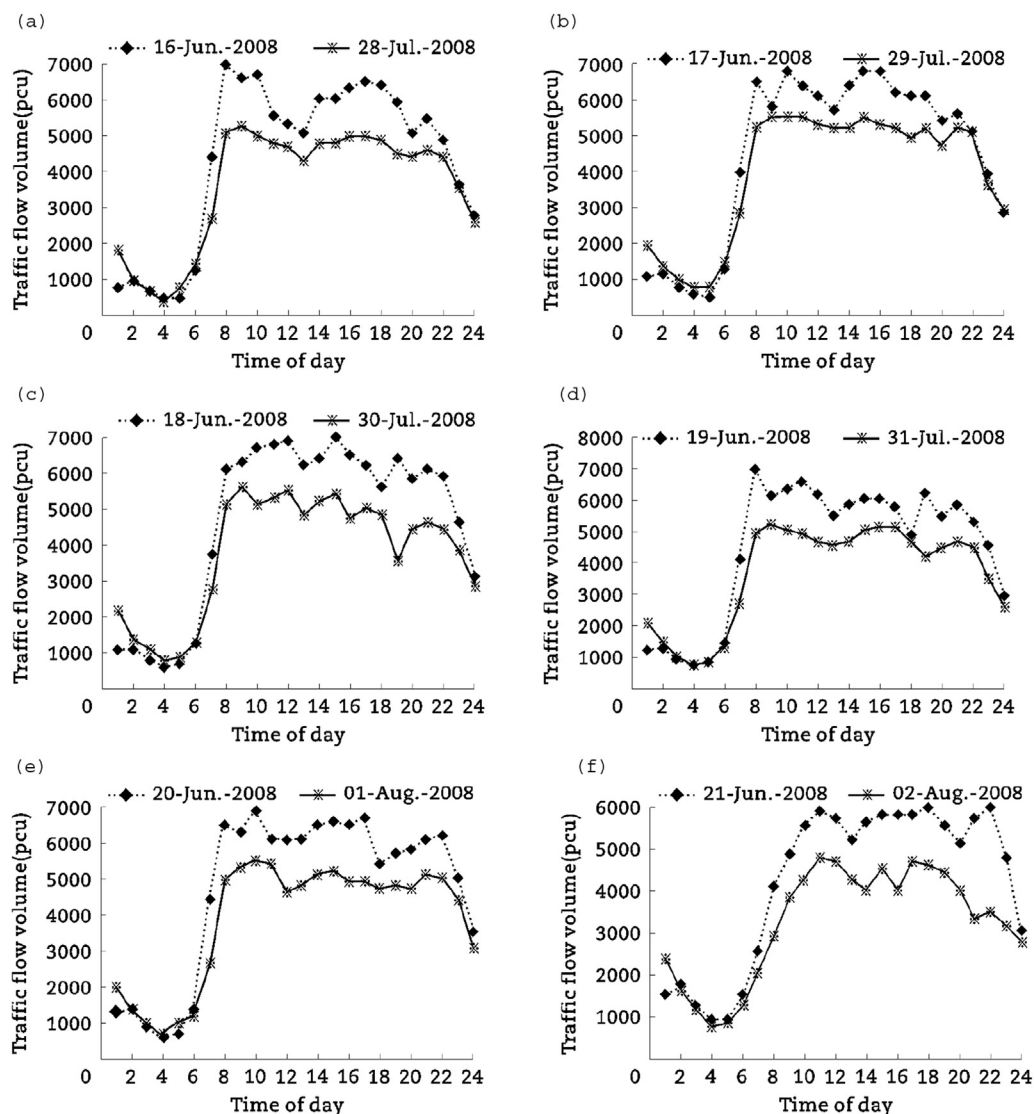 (a)
16-Jun.-2008 28-Jul.-2008
7000
6000
5000
4000
3000
2000
1000
0
2 4 6 8 10 12 14 16 18 20 22 24
Traffic flow volume(pcu)
Time of day
(b)
17-Jun.-2008 29-Jul.-2008
7000
6000
5000
4000
3000
2000
1000
0
2 4 6 8 10 12 14 16 18 20 22 24
Traffic flow volume(pcu)
Time of day
(c)
18-Jun.-2008 30-Jul.-2008
7000
6000
5000
4000
3000
2000
1000
0
2 4 6 8 10 12 14 16 18 20 22 24
Traffic flow volume(pcu)
Time of day
(d)
19-Jun.-2008 31-Jul.-2008
8000
7000
6000
5000
4000
3000
2000
1000
0
2 4 6 8 10 12 14 16 18 20 22 24
Traffic flow volume(pcu)
Time of day
(e)
20-Jun.-2008 01-Aug.-2008
7000
6000
5000
4000
3000
2000
1000
0
2 4 6 8 10 12 14 16 18 20 22 24
Traffic flow volume(pcu)
Time of day
(f)
21-Jun.-2008 02-Aug.-2008
6000
5000
4000
3000
2000
1000
0
2 4 6 8 10 12 14 16 18 20 22 24
Traffic flow volume(pcu)
Time of day